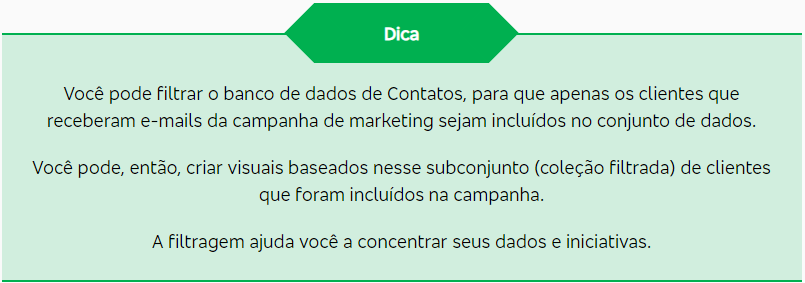 Dica
Você pode filtrar o banco de dados de Contatos, para que apenas os clientes que
receberam e-mails da campanha de marketing sejam incluídos no conjunto de dados.
Você pode, então, criar visuais baseados nesse subconjunto (coleção filtrada) de clientes
que foram incluídos na campanha.
A filtragem ajuda você a concentrar seus dados e iniciativas.